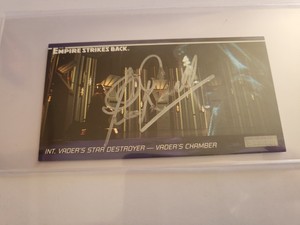 EMPIRE STRIKES BACK.
INT. VADER'S STAR DESTROYER — VADER'S CHAMBER